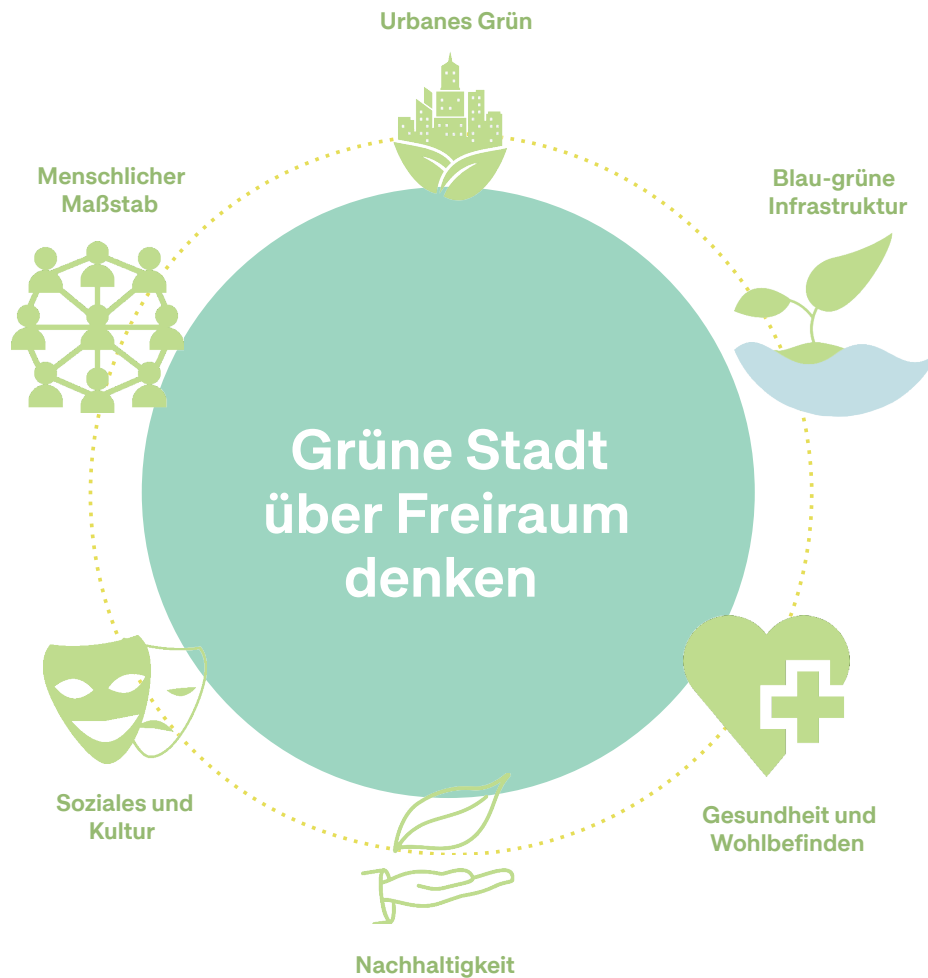 Urbanes Grün
Menschlicher
Maßstab
Blau-grüne
Infrastruktur
Grüne Stadt
über Freiraum
denken
Soziales und
Kultur
Gesundheit und
Wohlbefinden
Nachhaltigkeit